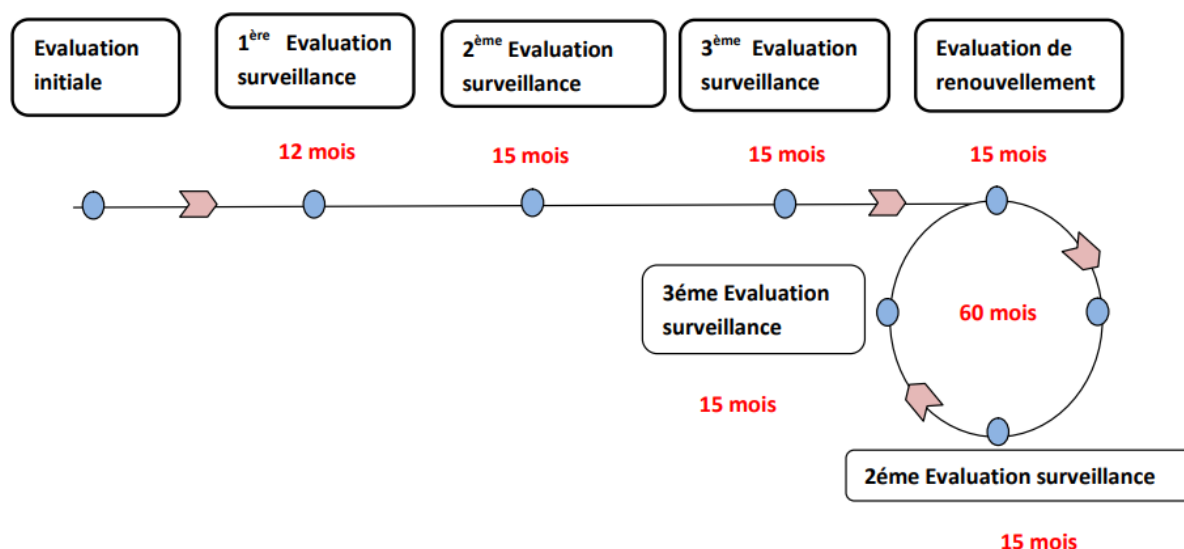 Evaluation
initiale
1ère Evaluation
surveillance
2ème Evaluation
surveillance
3ème Evaluation
surveillance
Evaluation de
renouvellement
12 mois
15 mois
15 mois
15 mois
3éme Evaluation
surveillance
60 mois
15 mois
2éme Evaluation surveillance
15 mois